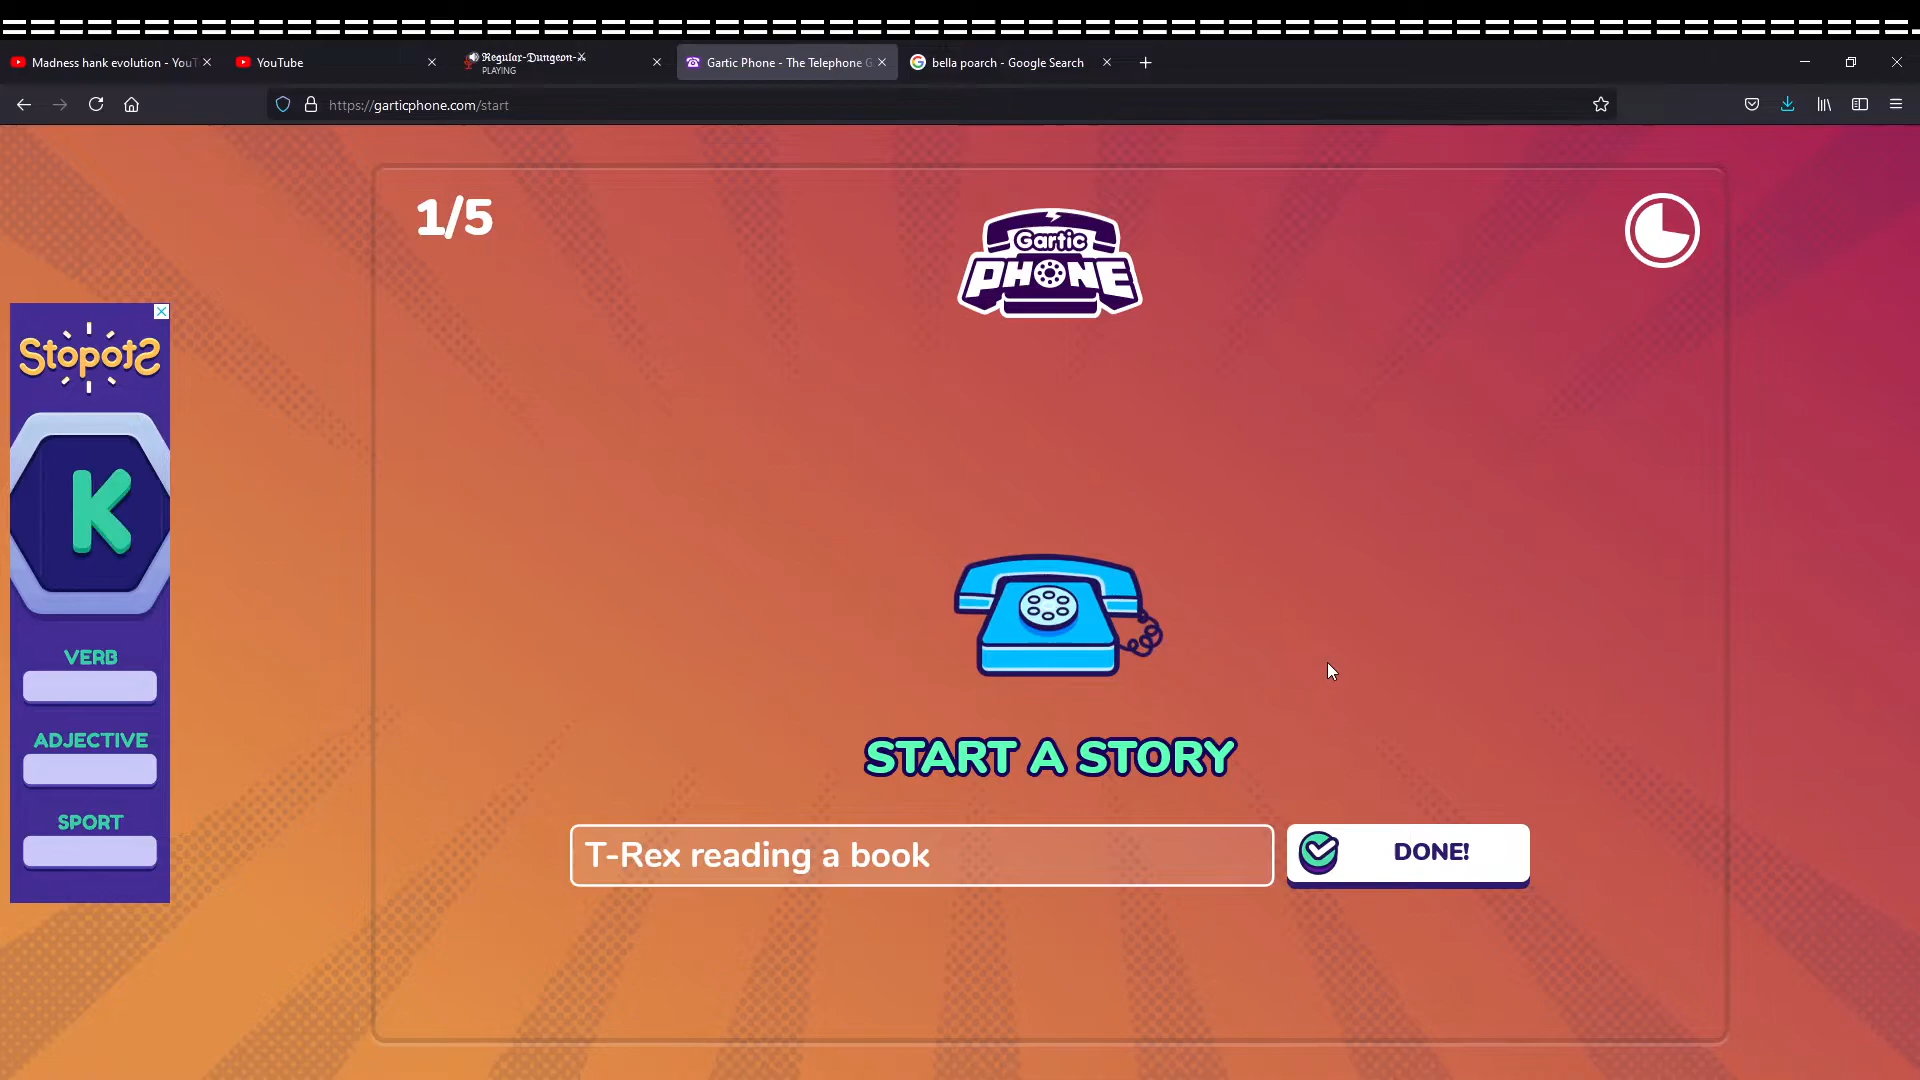 Madness hank evolution - YouT
YouTube
𝕽𝖊𝖌𝖚𝖑𝖆𝖗-𝕯𝖚𝖓𝖌𝖊𝖔𝖓-⚔
PLAYING
Gartic Phone - The Telephone G
bella poarch - Google Search
https://garticphone.com/start
1/5
Gartic
PHONE
StopotS
K
VERB
ADJECTIVE
SPORT
START A STORY
T-Rex reading a book
DONE!